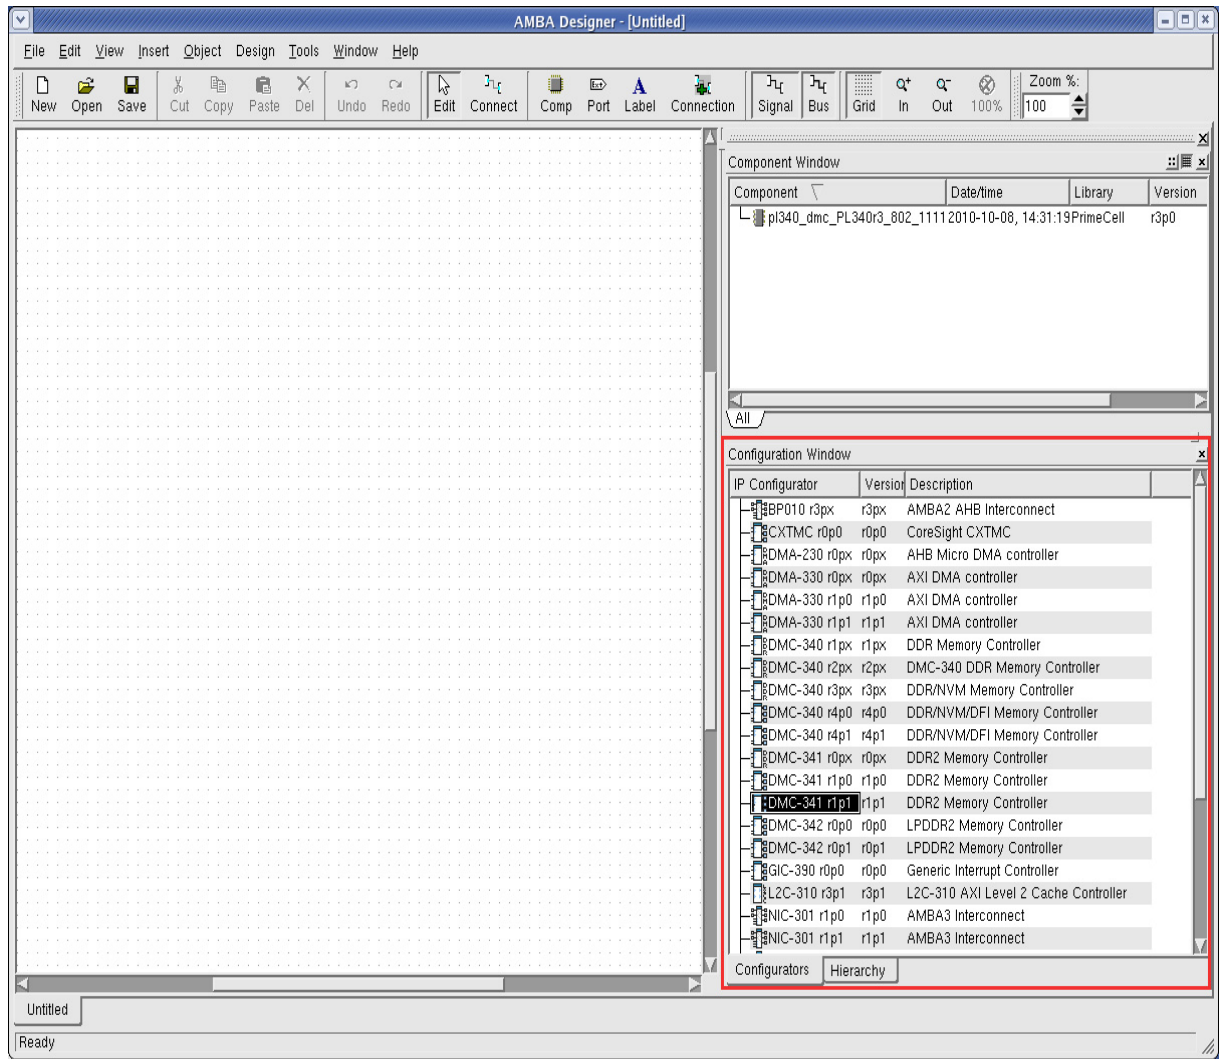 AMBA Designer - [Untitled]
File Edit View Insert Object Design Tools Window Help
New Open Save Cut Copy Paste Del Undo Redo Edit Connect Comp Port Label Connection Signal Bus Grid In Out 100% Zoom %: 100
Component Window
Component Date/time Library Version
pl340_dmc_PL340r3_802_1111 2010-10-08, 14:31:19 PrimeCell r3p0
All
Configuration Window
IP Configurator Version Description
BP010 r3px r3px AMBA2 AHB Interconnect
CXTMC r0p0 r0p0 CoreSight CXTMC
DMA-230 r0px r0px AHB Micro DMA controller
DMA-330 r0px r0px AXI DMA controller
DMA-330 r1p0 r1p0 AXI DMA controller
DMA-330 r1p1 r1p1 AXI DMA controller
DMC-340 r1px r1px DDR Memory Controller
DMC-340 r2px r2px DMC-340 DDR Memory Controller
DMC-340 r3px r3px DDR/NVM Memory Controller
DMC-340 r4p0 r4p0 DDR/NVM/DFI Memory Controller
DMC-340 r4p1 r4p1 DDR/NVM/DFI Memory Controller
DMC-341 r0px r0px DDR2 Memory Controller
DMC-341 r1p0 r1p0 DDR2 Memory Controller
DMC-341 r1p1 r1p1 DDR2 Memory Controller
DMC-342 r0p0 r0p0 LPDDR2 Memory Controller
DMC-342 r0p1 r0p1 LPDDR2 Memory Controller
GIC-390 r0p0 r0p0 Generic Interrupt Controller
L2C-310 r3p1 r3p1 L2C-310 AXI Level 2 Cache Controller
NIC-301 r1p0 r1p0 AMBA3 Interconnect
NIC-301 r1p1 r1p1 AMBA3 Interconnect
Configurators Hierarchy
Untitled
Ready